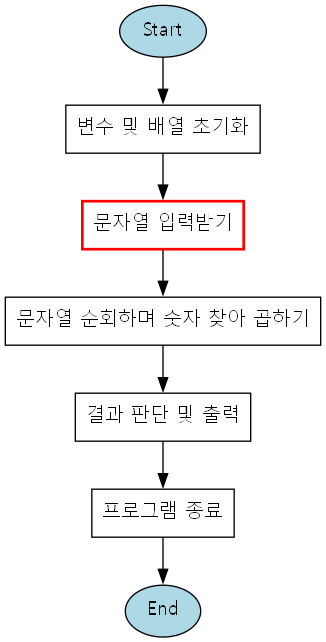 Start
변수 및 배열 초기화
문자열 입력받기
문자열 순회하며 숫자 찾아 곱하기
결과 판단 및 출력
프로그램 종료
End